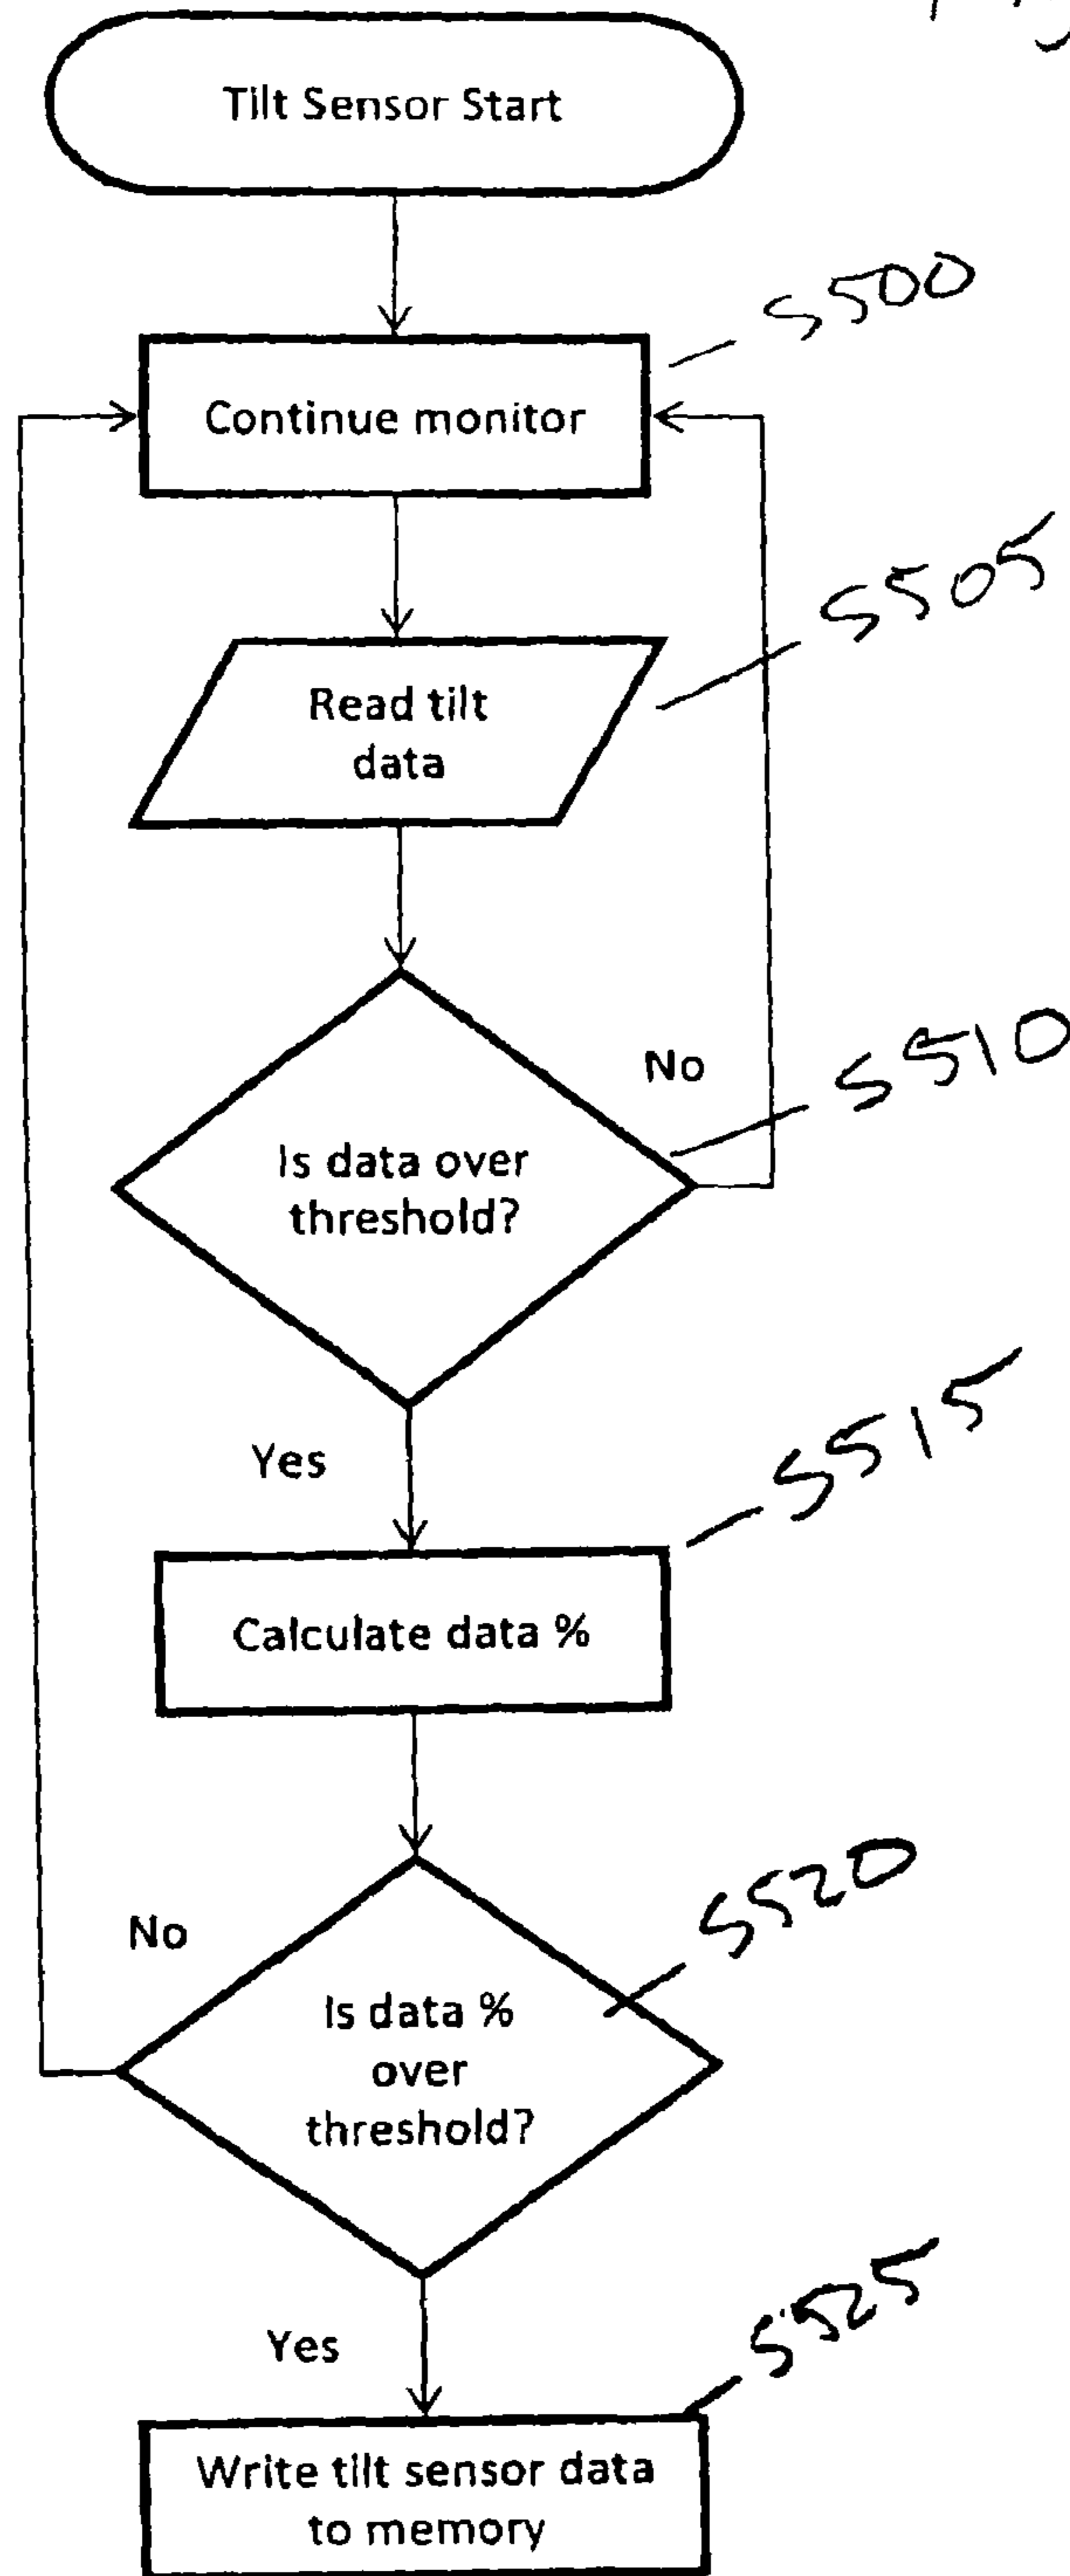 Tilt Sensor Start
S500
Continue monitor
S505
Read tilt
data
No
S510
Is data over
threshold?
Yes
S515
Calculate data %
S520
No
Is data %
over
threshold?
S525
Yes
Write tilt sensor data
to memory